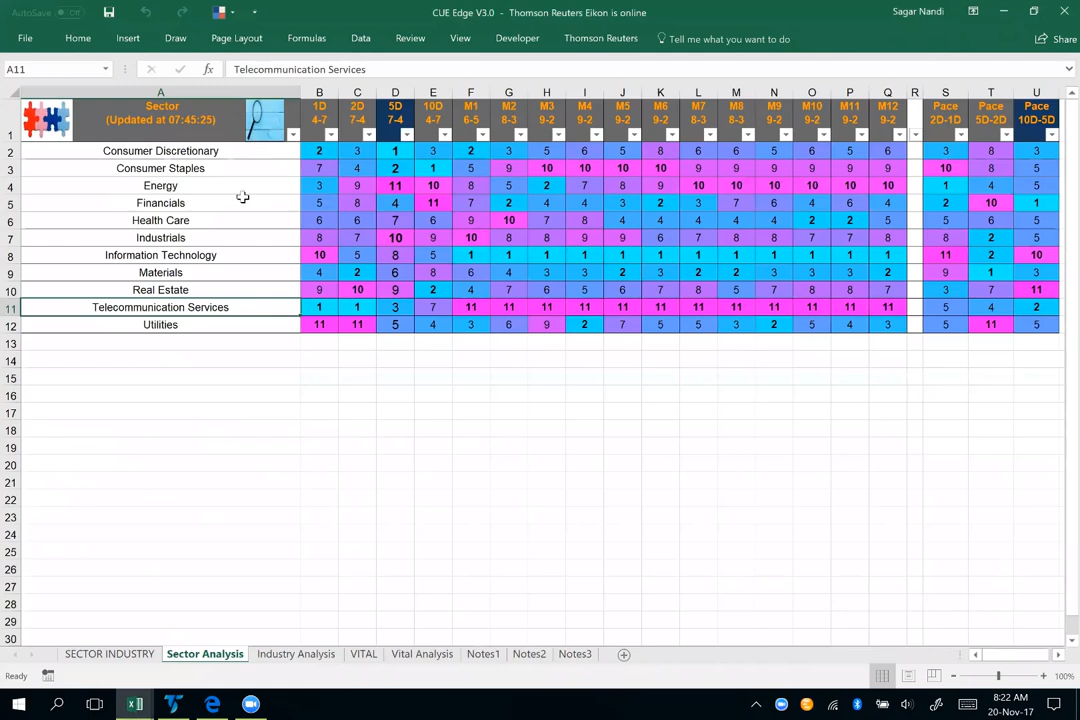 AutoSave Off
CUE Edge V3.0 - Thomson Reuters Eikon is online
Sagar Nandi
File Home Insert Draw Page Layout Formulas Data Review View Developer Thomson Reuters Tell me what you want to do Share
A11 fx Telecommunication Services
A B C D E F G H I J K L M N O P Q R S T U
Sector 1D 2D 5D 10D M1 M2 M3 M4 M5 M6 M7 M8 M9 M10 M11 M12 Pace Pace Pace
1 (Updated at 07:45:25) 4-7 7-4 7-4 4-7 6-5 8-3 9-2 9-2 9-2 9-2 8-3 8-3 9-2 9-2 9-2 9-2 2D-1D 5D-2D 10D-5D
2 Consumer Discretionary 2 3 1 3 2 3 5 6 5 8 6 6 5 6 5 6 3 8 3
3 Consumer Staples 7 4 2 1 5 9 10 10 10 10 9 9 9 9 9 9 10 8 5
4 Energy 3 9 11 10 8 5 2 7 8 9 10 10 10 10 10 10 1 4 5
5 Financials 5 8 4 11 7 2 4 4 3 2 3 7 6 4 6 4 2 10 1
6 Health Care 6 6 7 6 9 10 7 8 4 4 4 4 4 2 2 5 5 6 5
7 Industrials 8 7 10 9 10 8 8 9 9 6 7 8 8 7 7 8 8 2 5
8 Information Technology 10 5 8 5 1 1 1 1 1 1 1 1 1 1 1 1 11 2 10
9 Materials 4 2 6 8 6 4 3 3 2 3 2 2 3 3 3 2 9 1 3
10 Real Estate 9 10 9 2 4 7 6 5 6 7 8 5 7 8 8 7 3 7 11
11 Telecommunication Services 1 1 3 7 11 11 11 11 11 11 11 11 11 11 11 11 5 4 2
12 Utilities 11 11 5 4 3 6 9 2 7 5 5 3 2 5 4 3 5 11 5
13
14
15
16
17
18
19
20
21
22
23
24
25
26
27
28
29
30
SECTOR INDUSTRY Sector Analysis Industry Analysis VITAL Vital Analysis Notes1 Notes2 Notes3
Ready 100%
8:22 AM
20-Nov-17